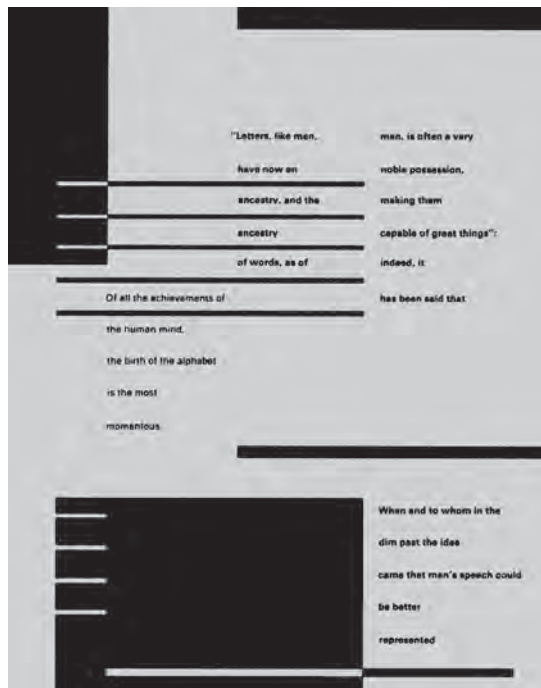 "Letters, like men,
have now an
ancestry, and the
ancestry
of words, as of
man, is often a very
noble possession,
making them
capable of great things":
indeed, it
has been said that
Of all the achievements of
the human mind,
the birth of the alphabet
is the most
momentous.
When and to whom in the
dim past the idea
came that man's speech could
be better
represented